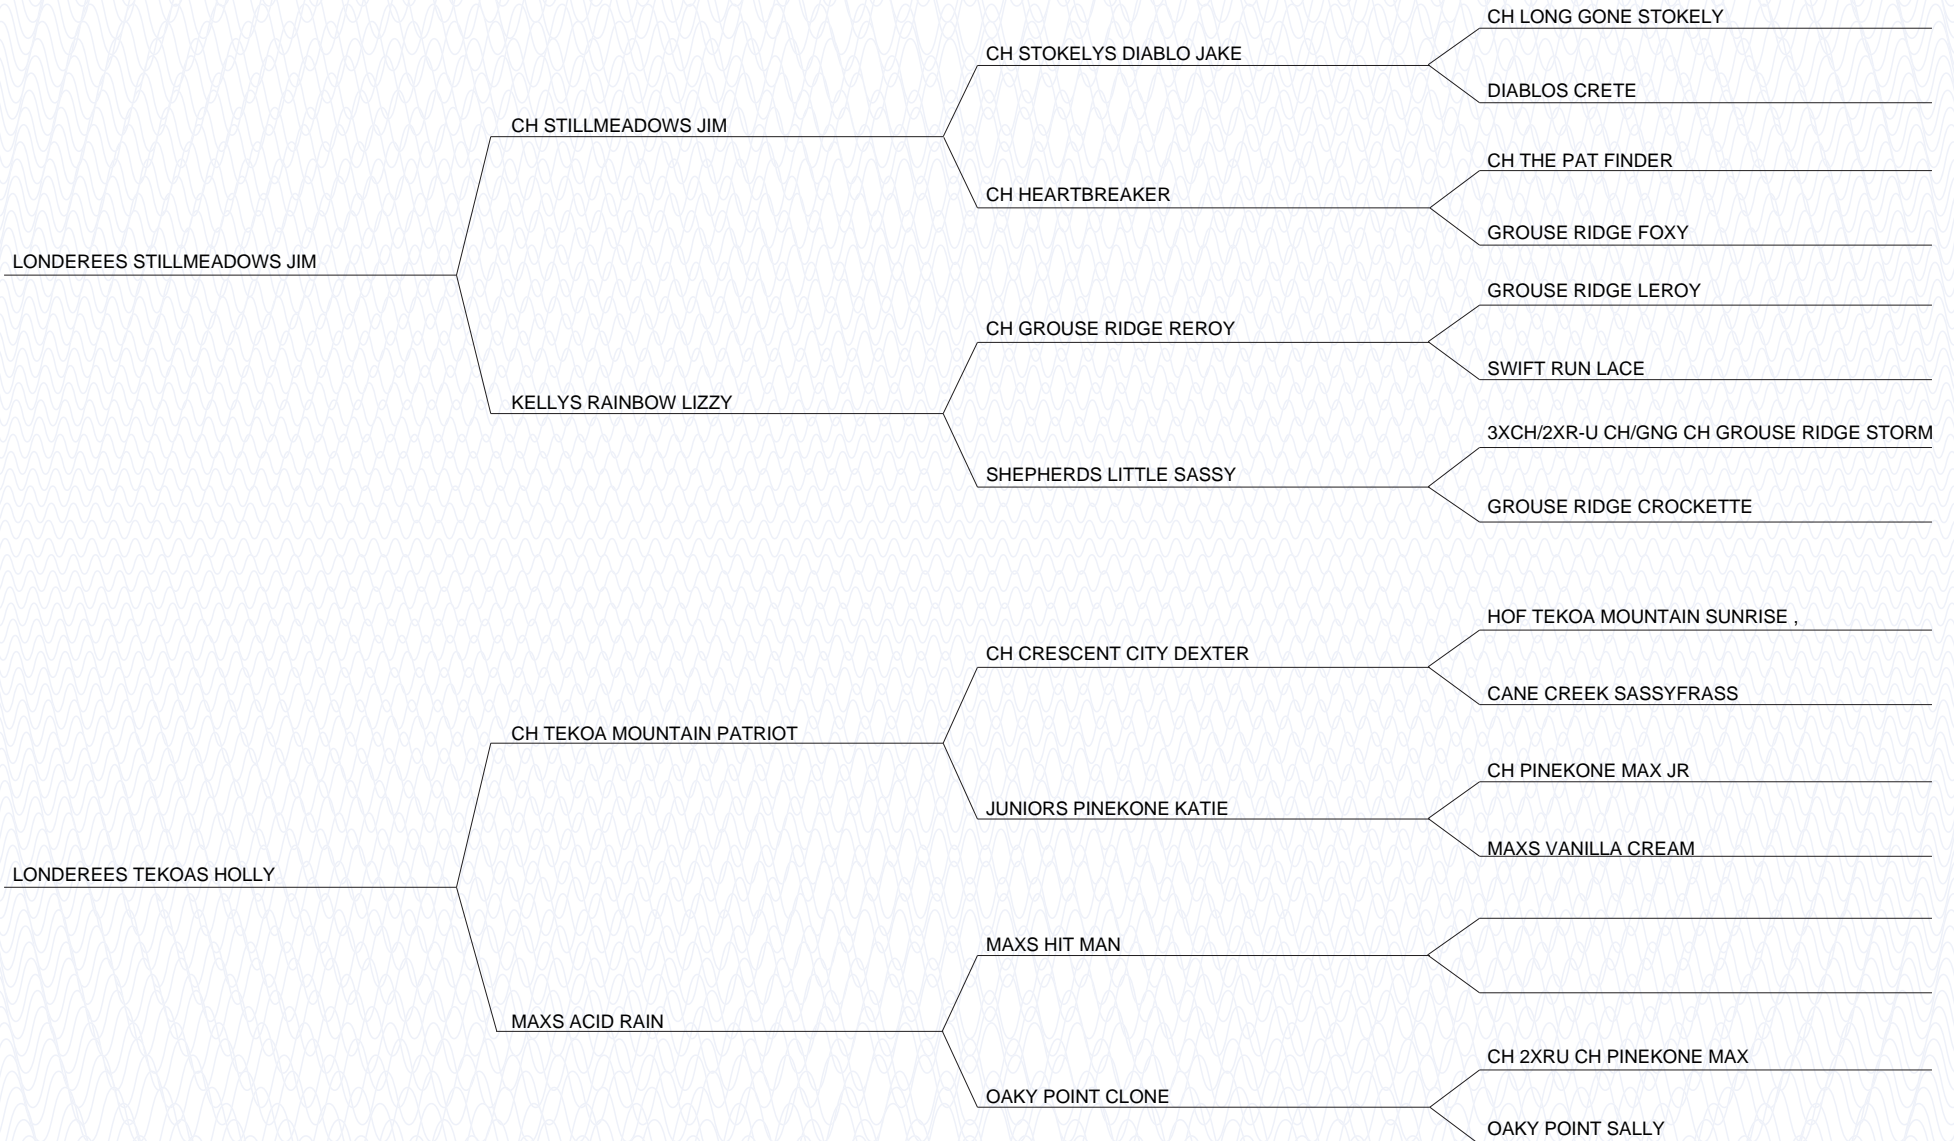 CH LONG GONE STOKELY
CH STOKELYS DIABLO JAKE
DIABLOS CRETE
CH STILLMEADOWS JIM
CH THE PAT FINDER
CH HEARTBREAKER
GROUSE RIDGE FOXY
LONDEREES STILLMEADOWS JIM
GROUSE RIDGE LEROY
CH GROUSE RIDGE REROY
SWIFT RUN LACE
KELLYS RAINBOW LIZZY
3XCH/2XR-U CH/GNG CH GROUSE RIDGE STORM
SHEPHERDS LITTLE SASSY
GROUSE RIDGE CROCKETTE
HOF TEKOA MOUNTAIN SUNRISE ,
CH CRESCENT CITY DEXTER
CANE CREEK SASSYFRASS
CH TEKOA MOUNTAIN PATRIOT
CH PINEKONE MAX JR
JUNIORS PINEKONE KATIE
MAXS VANILLA CREAM
LONDEREES TEKOAS HOLLY
MAXS HIT MAN
MAXS ACID RAIN
CH 2XRU CH PINEKONE MAX
OAKY POINT CLONE
OAKY POINT SALLY